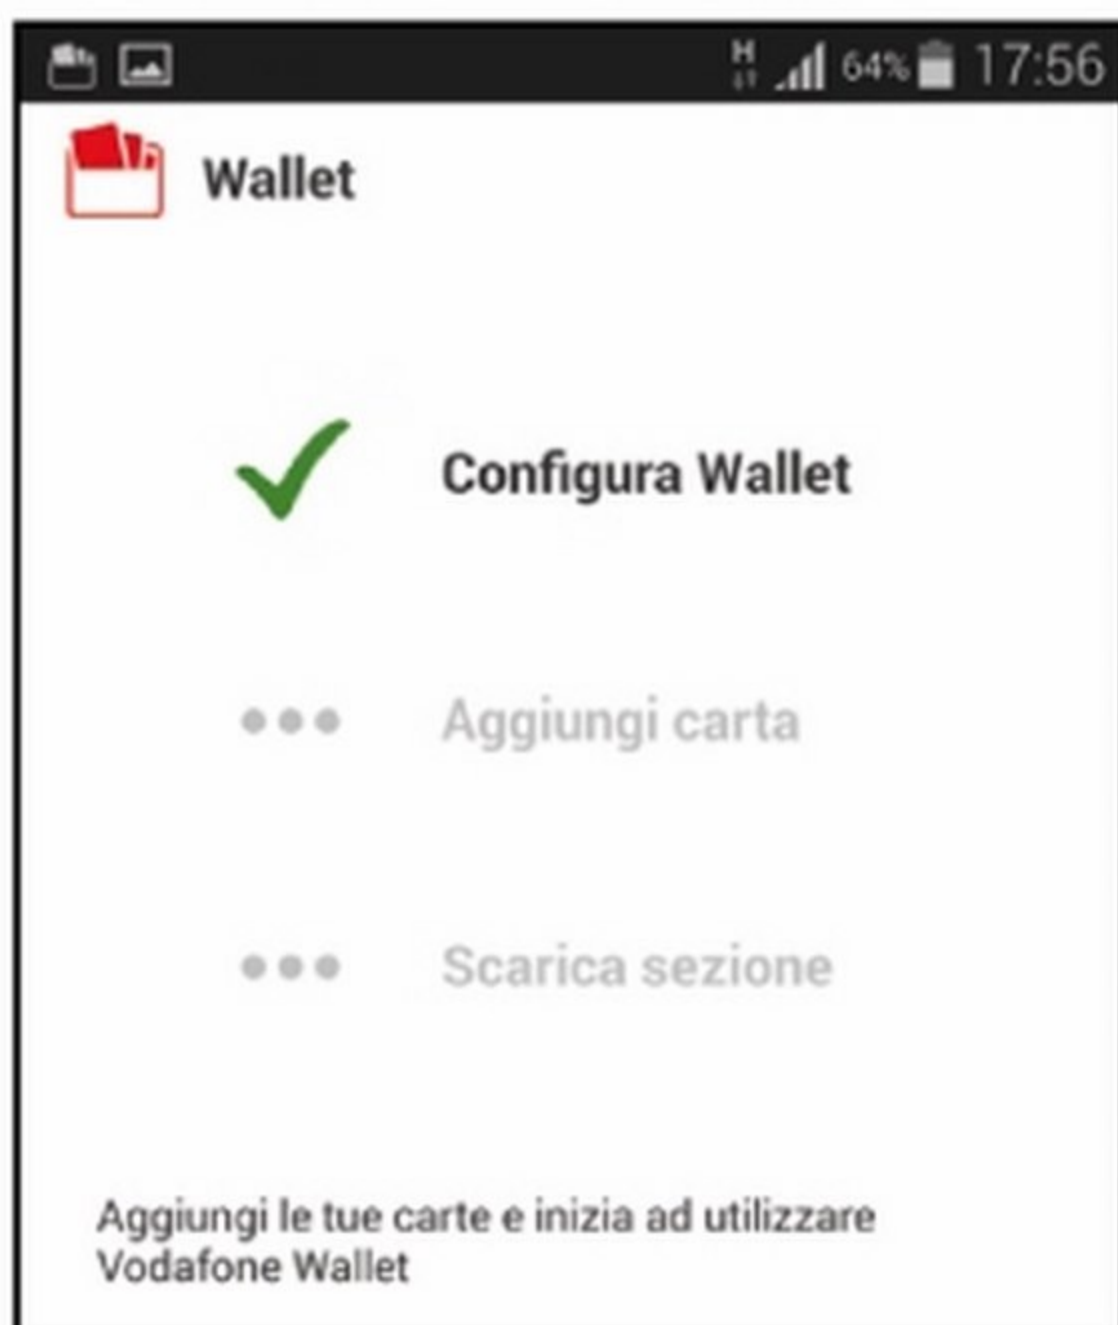 H 64% 17:56
Wallet
Configura Wallet
Aggiungi carta
Scarica sezione
Aggiungi le tue carte e inizia ad utilizzare
Vodafone Wallet